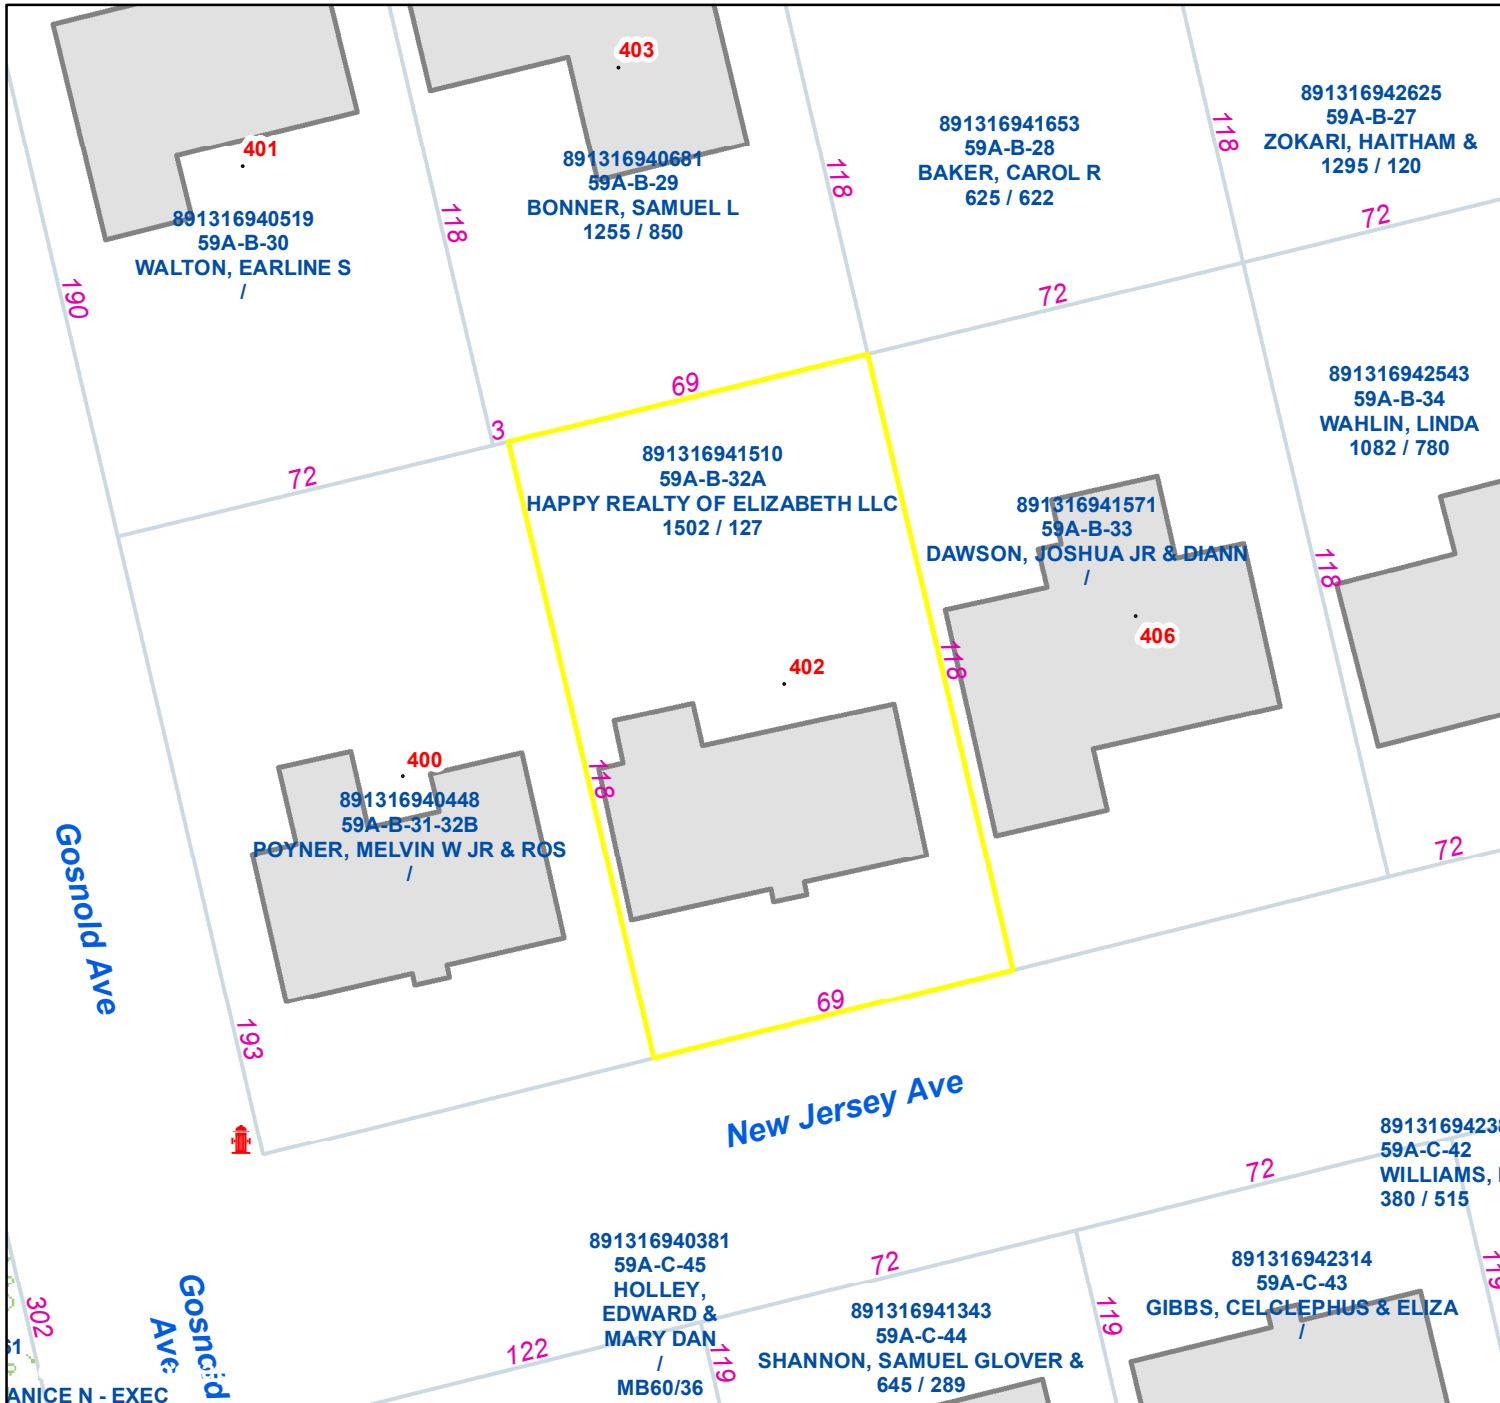 403
891316942625
59A-B-27
ZOKARI, HAITHAM &
1295 / 120
891316941653
59A-B-28
BAKER, CAROL R
625 / 622
118
118
118
401
891316940681
59A-B-29
BONNER, SAMUEL L
1255 / 850
891316940519
59A-B-30
WALTON, EARLINE S
/
72
190
72
69
3
72
891316942543
59A-B-34
WAHLIN, LINDA
1082 / 780
891316941510
59A-B-32A
HAPPY REALTY OF ELIZABETH LLC
1502 / 127
891316941571
59A-B-33
DAWSON, JOSHUA JR & DIANN
/
118
406
118
402
118
400
891316940448
59A-B-31-32B
POYNER, MELVIN W JR & ROS
/
72
Gosnold Ave
69
193
New Jersey Ave
89131694238
59A-C-42
WILLIAMS,
380 / 515
72
891316940381
59A-C-45
HOLLEY,
EDWARD &
MARY DAN
/
MB60/36
72
891316942314
59A-C-43
GIBBS, CELCLEPHUS & ELIZA
/
119
119
891316941343
59A-C-44
SHANNON, SAMUEL GLOVER &
645 / 289
119
122
302
Gosnold
Ave
61
ANICE N - EXEC